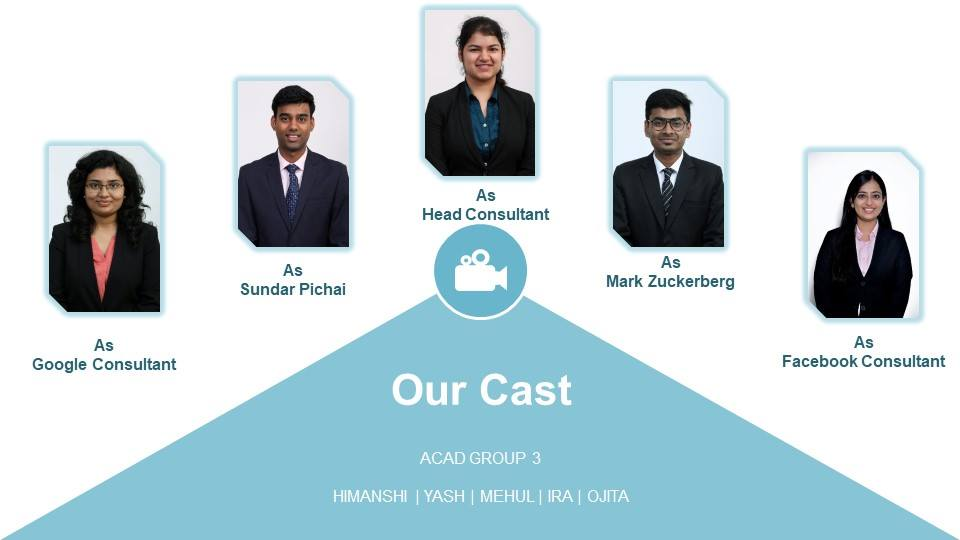 As
Head Consultant
As
Sundar Pichai
As
Mark Zuckerberg
As
Google Consultant
As
Facebook Consultant
Our Cast
ACAD GROUP 3
HIMANSHI | YASH | MEHUL | IRA | OJITA